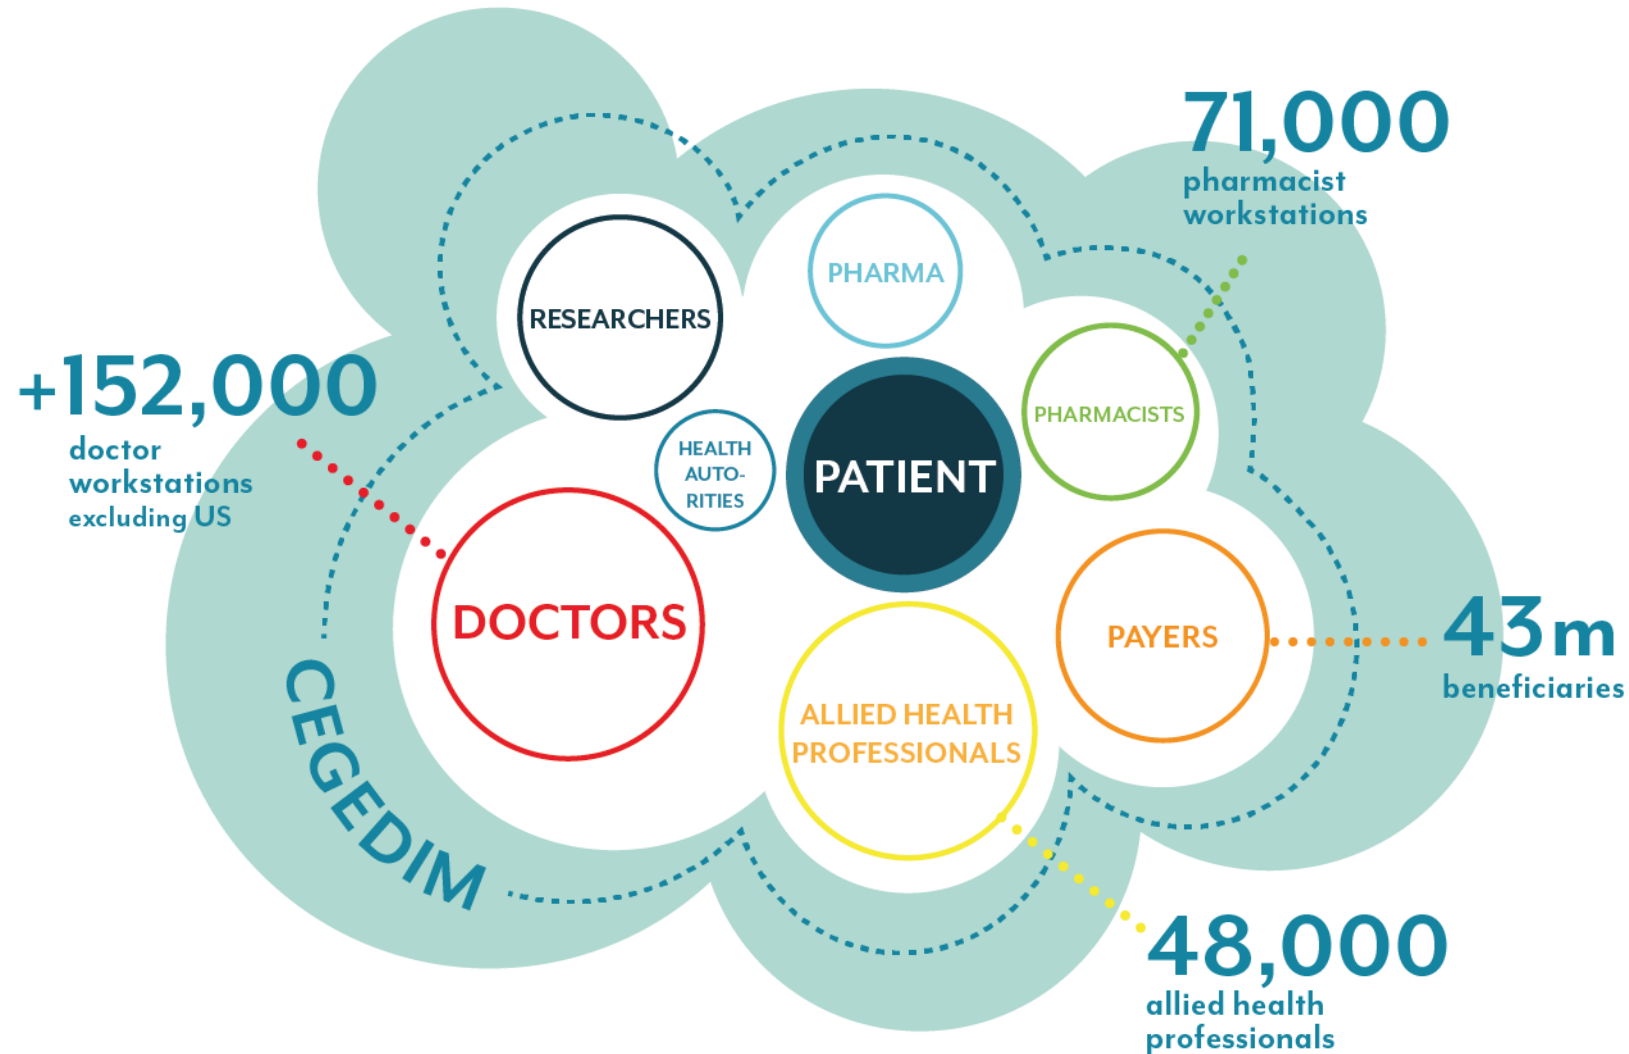 71,000
pharmacist
workstations
PHARMA
RESEARCHERS
+152,000
doctor
workstations
excluding US
PHARMACISTS
HEALTH
AUTO-
RITIES
PATIENT
DOCTORS
PAYERS
43m
beneficiaries
ALLIED HEALTH
PROFESSIONALS
CEGEDIM
48,000
allied health
professionals